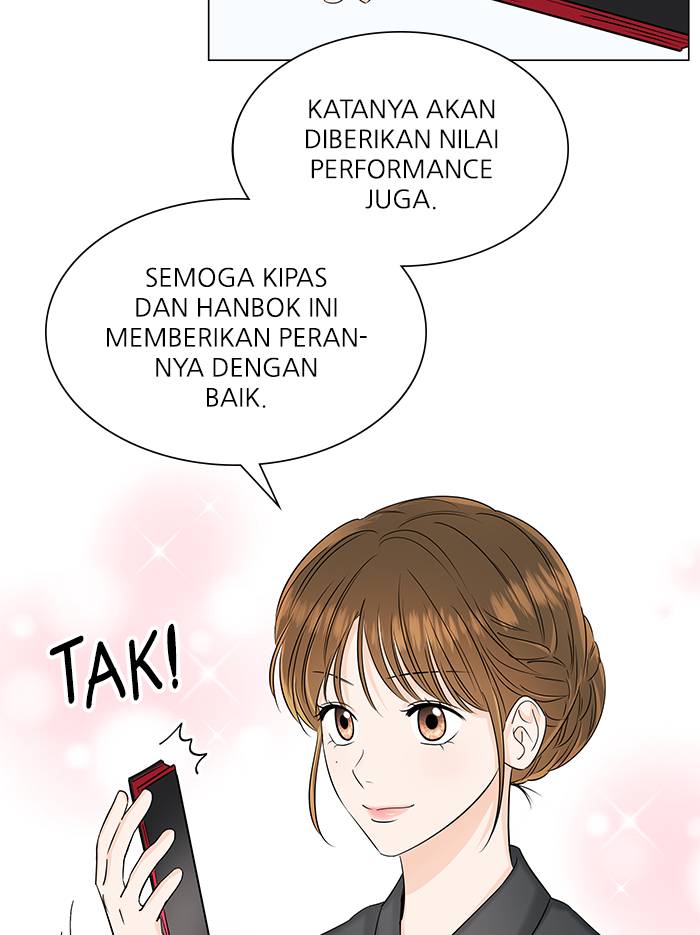 KATANYA AKAN
DIBERIKAN NILAI
PERFORMANCE
JUGA.
SEMOGA KIPAS
DAN HANBOK INI
MEMBERIKAN PERAN-
NYA DENGAN
BAIK.
TAK!